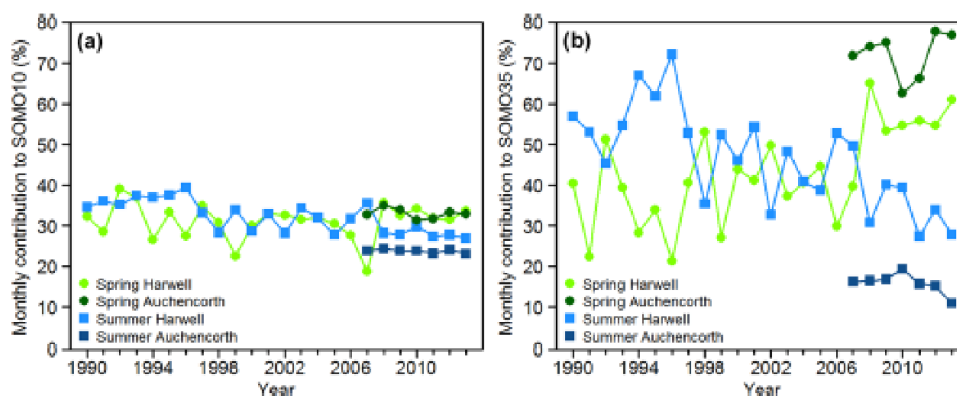 (a)
Monthly contribution to SOMO10 (%)
80
70
60
50
40
30
20
10
0
Spring Harwell
Spring Auchencorth
Summer Harwell
Summer Auchencorth
1990 1994 1998 2002 2006 2010
Year
(b)
Monthly contribution to SOMO35 (%)
80
70
60
50
40
30
20
10
0
Spring Harwell
Spring Auchencorth
Summer Harwell
Summer Auchencorth
1990 1994 1998 2002 2006 2010
Year